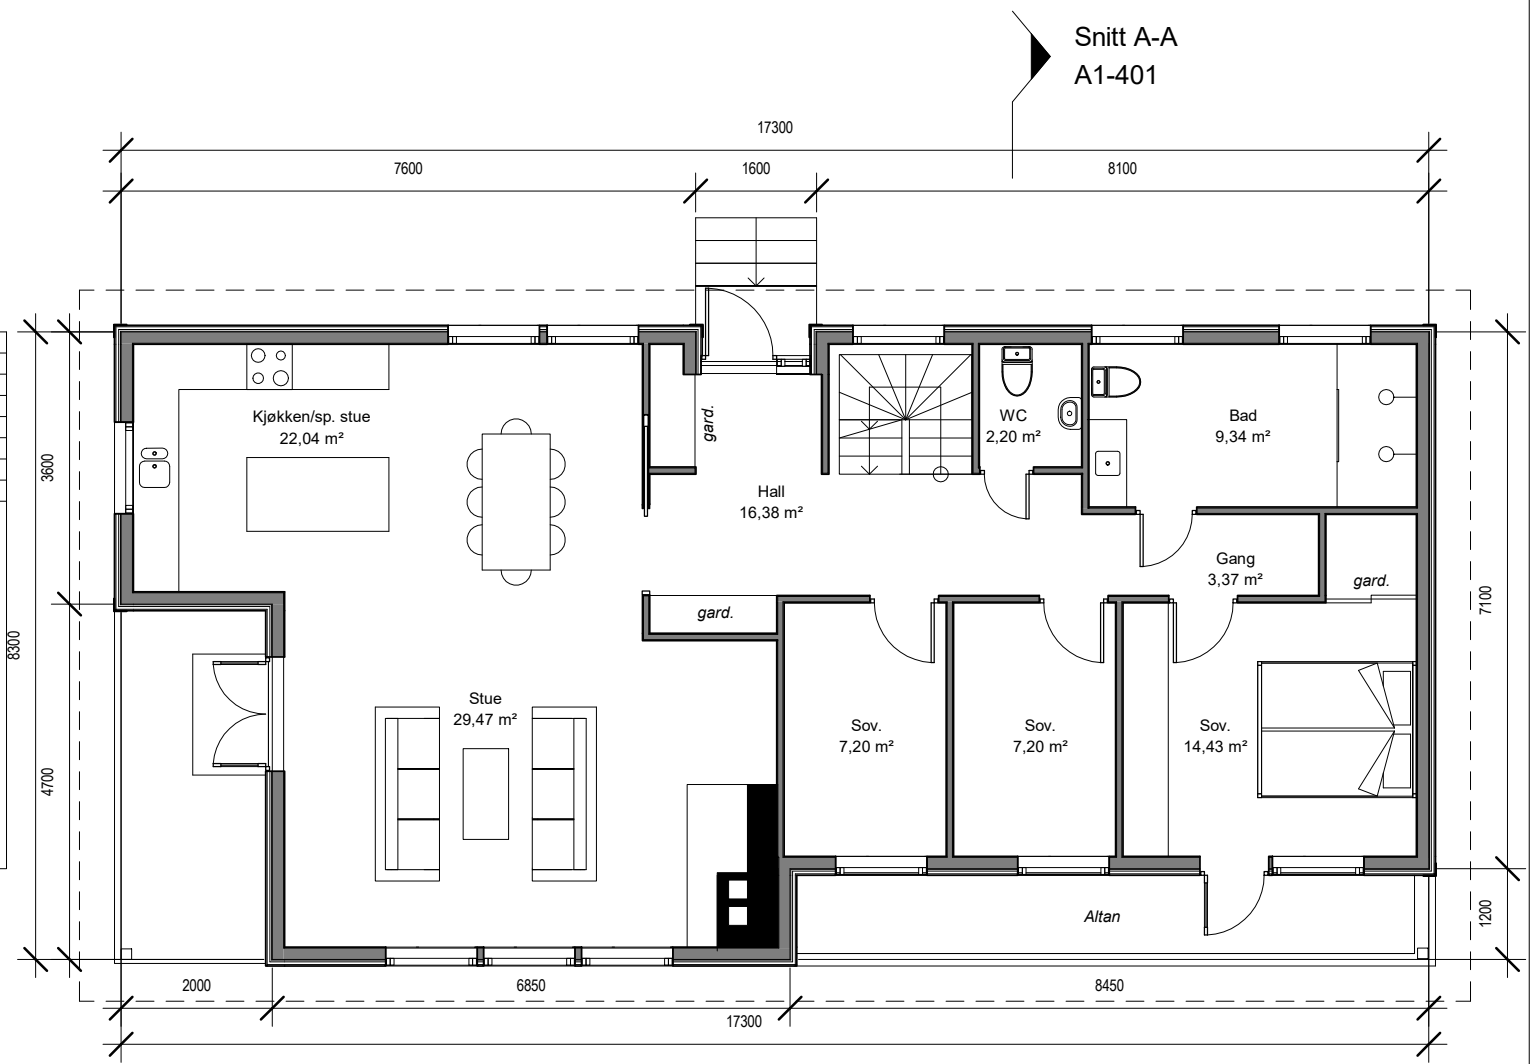 Snitt A-A
A1-401
17300
7600
1600
8100
Kjøkken/sp. stue
22,04 m²
gard.
WC
2,20 m²
Bad
9,34 m²
3600
Hall
16,38 m²
Gang
3,37 m²
gard.
gard.
7100
8300
Stue
29,47 m²
Sov.
7,20 m²
Sov.
7,20 m²
Sov.
14,43 m²
4700
Altan
1200
2000
6850
8450
17300